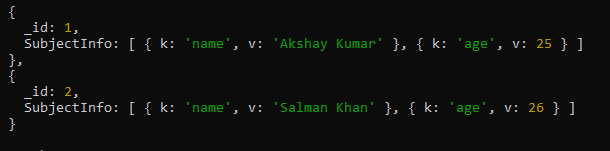 {
  _id: 1,
  SubjectInfo: [ { k: 'name', v: 'Akshay Kumar' }, { k: 'age', v: 25 } ]
},
{
  _id: 2,
  SubjectInfo: [ { k: 'name', v: 'Salman Khan' }, { k: 'age', v: 26 } ]
}